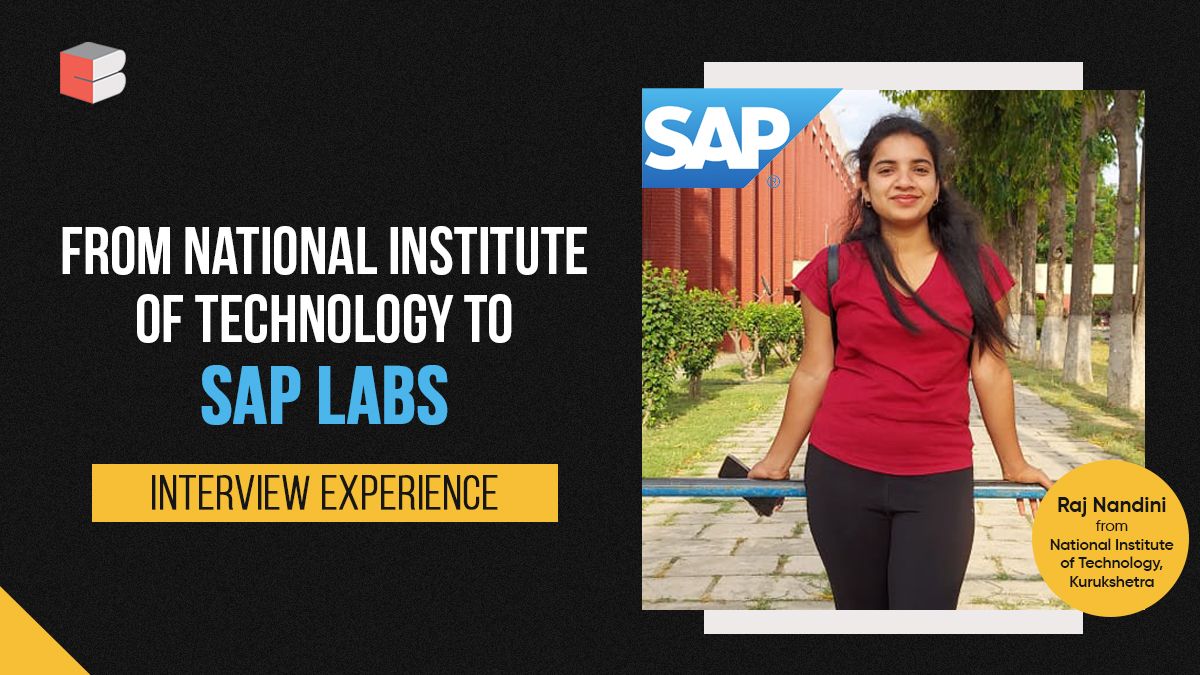 FROM NATIONAL INSTITUTE
OF TECHNOLOGY TO
SAP LABS
INTERVIEW EXPERIENCE
SAP
®
Raj Nandini
from
National Institute
of Technology,
Kurukshetra